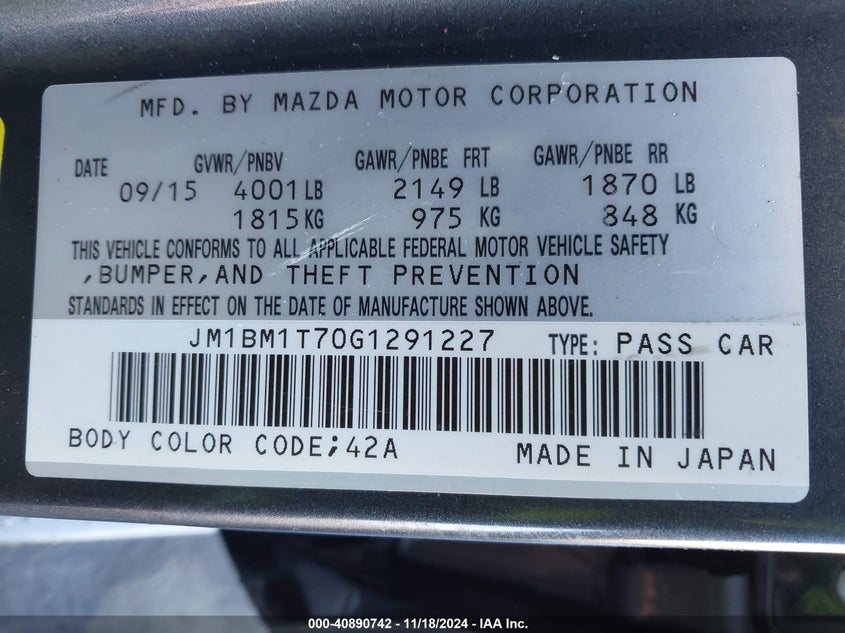 MFD. BY MAZDA MOTOR CORPORATION
DATE GVWR/PNBV GAWR/PNBE FRT GAWR/PNBE RR
09/15 4001LB 2149 LB 1870 LB
1815KG 975 KG 848 KG
THIS VEHICLE CONFORMS TO ALL APPLICABLE FEDERAL MOTOR VEHICLE SAFETY
,BUMPER,AND THEFT PREVENTION
STANDARDS IN EFFECT ON THE DATE OF MANUFACTURE SHOWN ABOVE.
JM1BM1T70G1291227 TYPE: PASS CAR
BODY COLOR CODE;42A MADE IN JAPAN
000-40890742 - 11/18/2024 - IAA Inc.